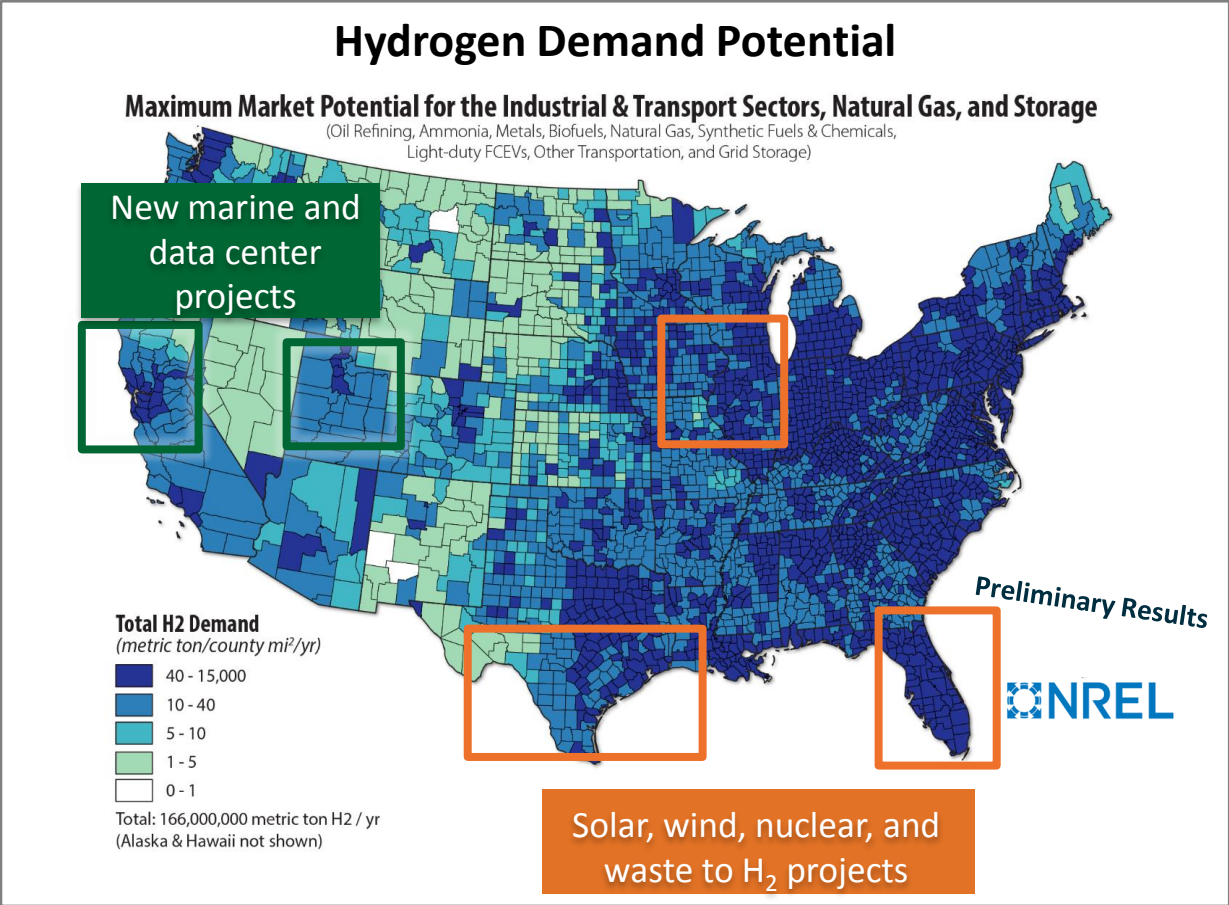 Hydrogen Demand Potential
Maximum Market Potential for the Industrial & Transport Sectors, Natural Gas, and Storage
(Oil Refining, Ammonia, Metals, Biofuels, Natural Gas, Synthetic Fuels & Chemicals,
Light-duty FCEVs, Other Transportation, and Grid Storage)
New marine and
data center
projects
Preliminary Results
NREL
Total H2 Demand
(metric ton/county mi²/yr)
40 - 15,000
10 - 40
5 - 10
1 - 5
0 - 1
Total: 166,000,000 metric ton H2 / yr
(Alaska & Hawaii not shown)
Solar, wind, nuclear, and
waste to H₂ projects